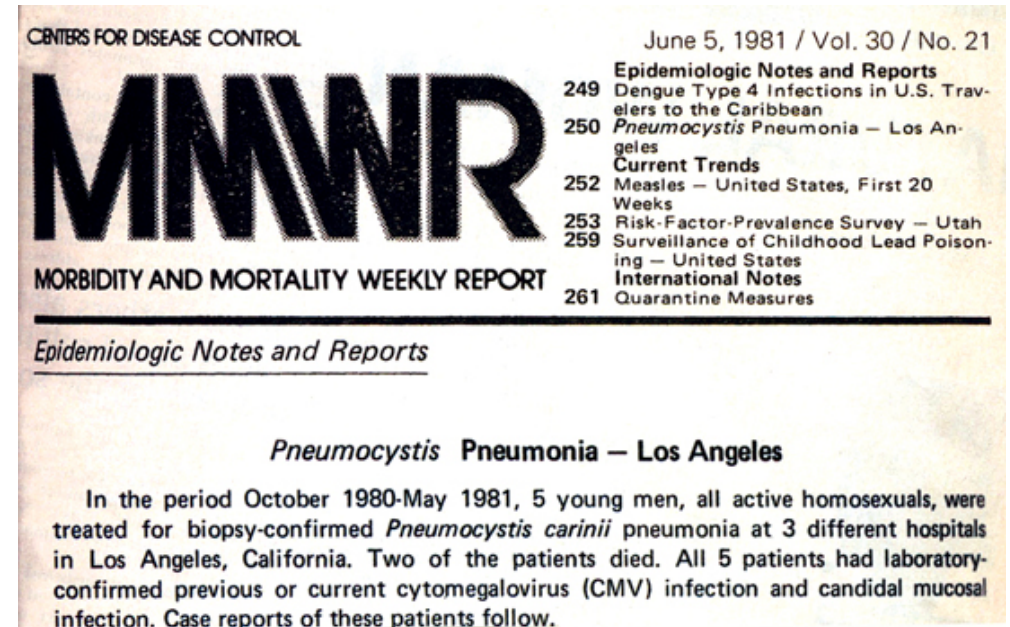 CENTERS FOR DISEASE CONTROL
June 5, 1981 / Vol. 30 / No. 21
MMWR
MORBIDITY AND MORTALITY WEEKLY REPORT
Epidemiologic Notes and Reports
249 Dengue Type 4 Infections in U.S. Trav-
elers to the Caribbean
250 Pneumocystis Pneumonia — Los An-
geles
Current Trends
252 Measles — United States, First 20
Weeks
253 Risk-Factor-Prevalence Survey — Utah
259 Surveillance of Childhood Lead Poison-
ing — United States
International Notes
261 Quarantine Measures
Epidemiologic Notes and Reports
Pneumocystis Pneumonia — Los Angeles
In the period October 1980-May 1981, 5 young men, all active homosexuals, were
treated for biopsy-confirmed Pneumocystis carinii pneumonia at 3 different hospitals
in Los Angeles, California. Two of the patients died. All 5 patients had laboratory-
confirmed previous or current cytomegalovirus (CMV) infection and candidal mucosal
infection. Case reports of these patients follow.